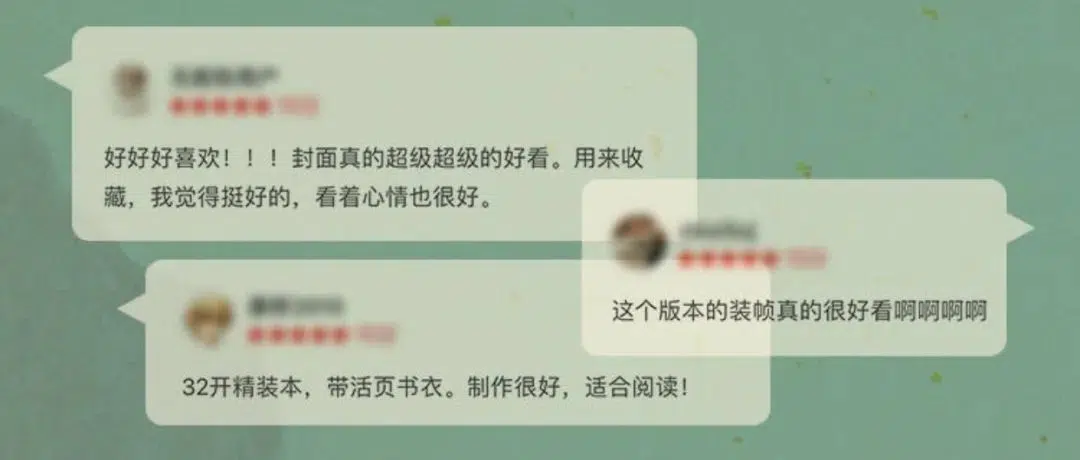 好好好喜欢！！！封面真的超级超级的好看。用来收
藏，我觉得挺好的，看着心情也很好。
这个版本的装帧真的很好看啊啊啊啊
32开精装本，带活页书衣。制作很好，适合阅读！